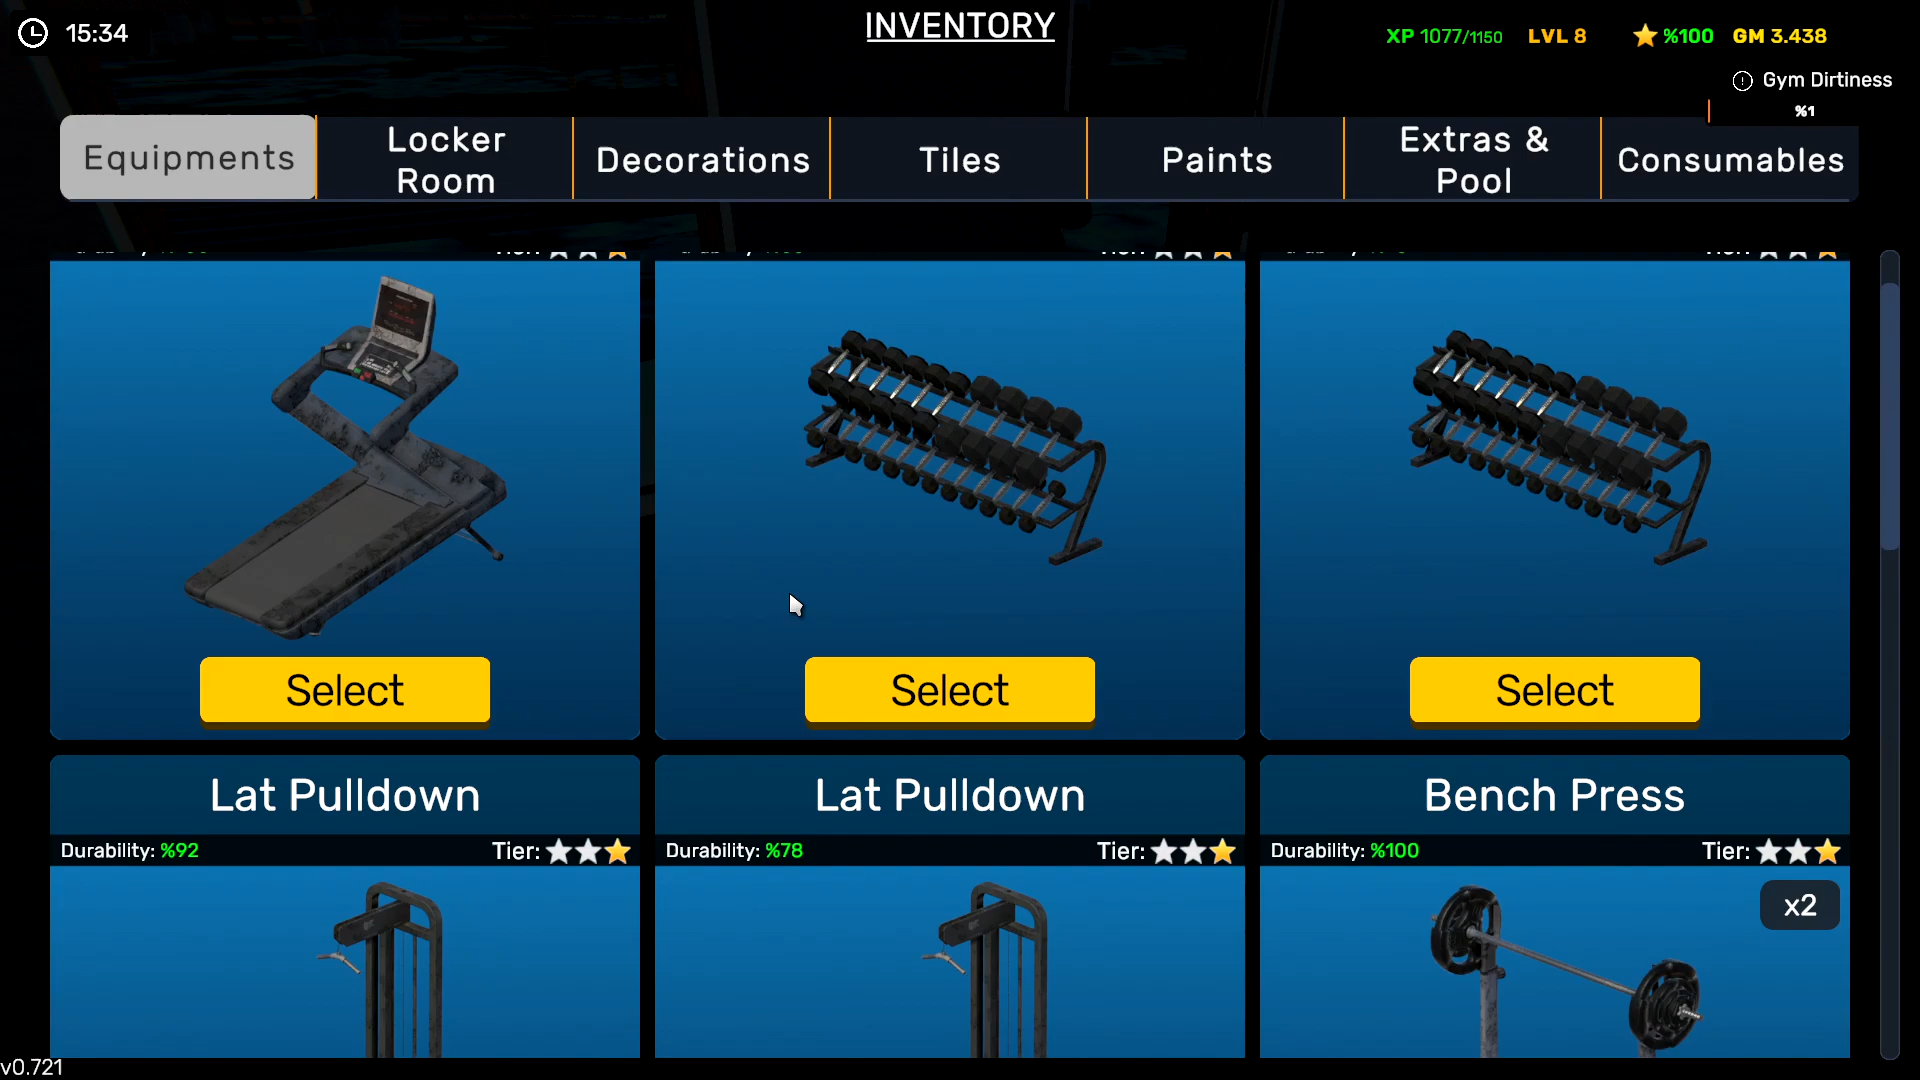 15:34
INVENTORY
XP 1077/1150 LVL 8 %100 GM 3.438
Gym Dirtiness
%1
Equipments
Locker
Room
Decorations
Tiles
Paints
Extras &
Pool
Consumables
Select
Select
Select
Lat Pulldown
Durability: %92 Tier:
Lat Pulldown
Durability: %78 Tier:
Bench Press
Durability: %100 Tier:
x2
v0.721